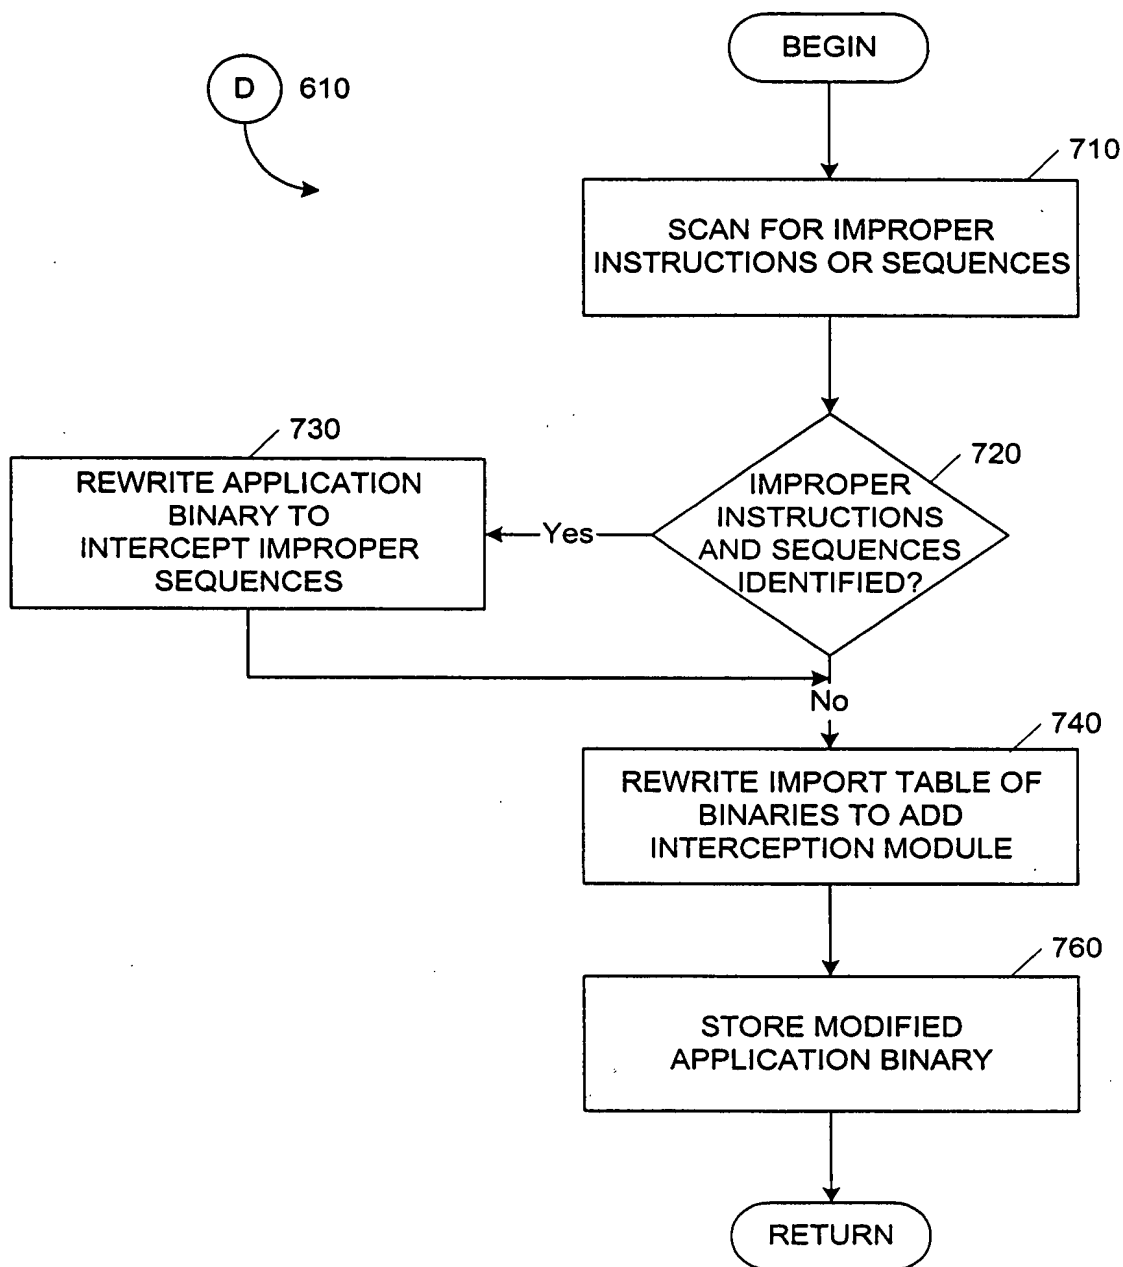 BEGIN
D 610
710
SCAN FOR IMPROPER
INSTRUCTIONS OR SEQUENCES
730
REWRITE APPLICATION
BINARY TO
INTERCEPT IMPROPER
SEQUENCES
Yes
720
IMPROPER
INSTRUCTIONS
AND SEQUENCES
IDENTIFIED?
No
740
REWRITE IMPORT TABLE OF
BINARIES TO ADD
INTERCEPTION MODULE
760
STORE MODIFIED
APPLICATION BINARY
RETURN